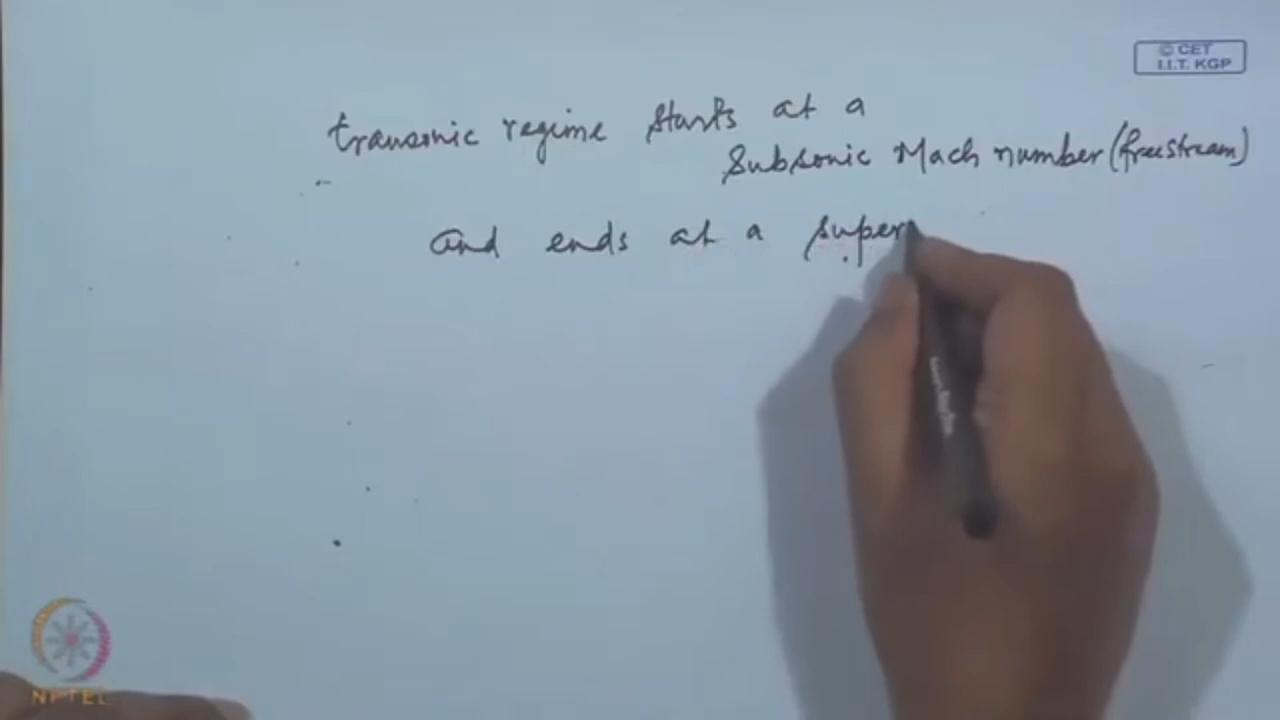 © CET
I.I.T. KGP
transonic regime starts at a
Subsonic Mach number (freestream)
and ends at a super
NPTEL